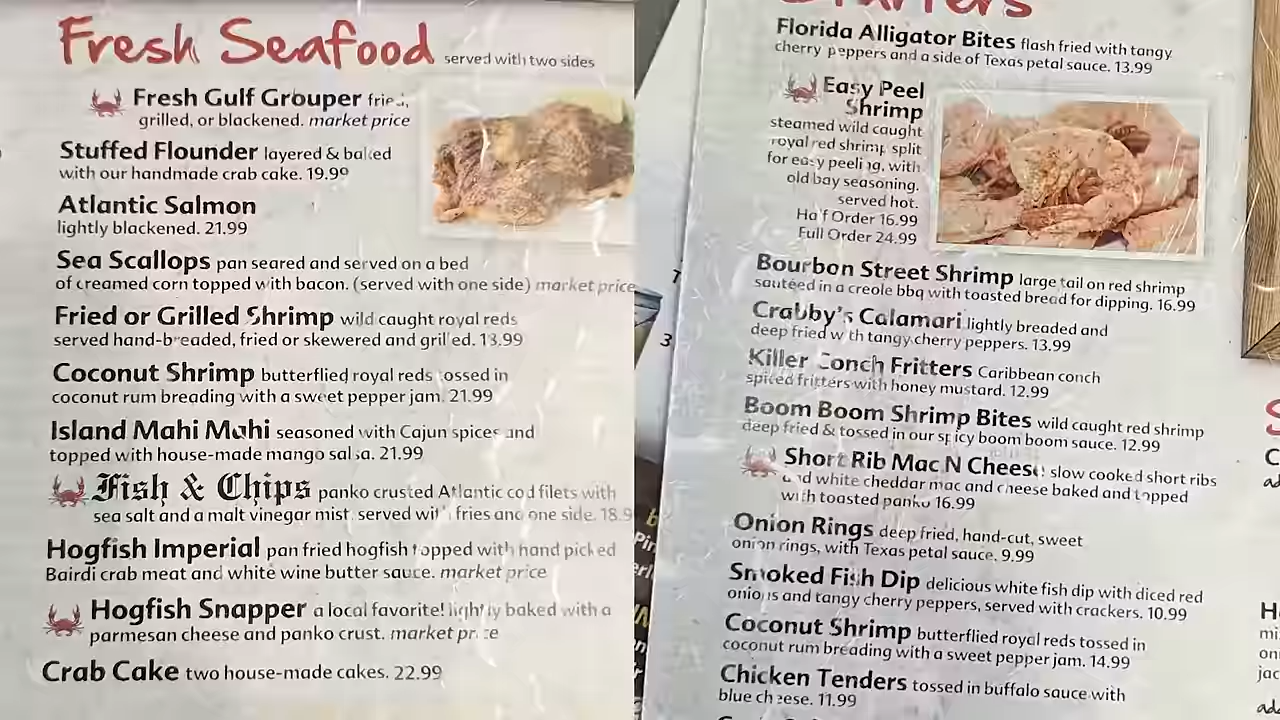 Fresh Seafood served with two sides
Fresh Gulf Grouper fried,
grilled, or blackened. market price
Stuffed Flounder layered & baked
with our handmade crab cake. 19.99
Atlantic Salmon
lightly blackened. 21.99
Sea Scallops pan seared and served on a bed
of creamed corn topped with bacon. (served with one side) market price
Fried or Grilled Shrimp wild caught royal reds
served hand-breaded, fried or skewered and grilled. 13.99
Coconut Shrimp butterflied royal reds tossed in
coconut rum breading with a sweet pepper jam. 21.99
Island Mahi Mahi seasoned with Cajun spices and
topped with house-made mango salsa. 21.99
Fish & Chips panko crusted Atlantic cod filets with
sea salt and a malt vinegar mist, served with fries and one side. 18.9
Hogfish Imperial pan fried hogfish topped with hand picked
Bairdi crab meat and white wine butter sauce. market price
Hogfish Snapper a local favorite! lightly baked with a
parmesan cheese and panko crust. market price
Crab Cake two house-made cakes. 22.99
Starters
Florida Alligator Bites flash fried with tangy
cherry peppers and a side of Texas petal sauce. 13.99
Easy Peel
Shrimp
steamed wild caught
royal red shrimp split
for easy peeling, with
old bay seasoning.
served hot.
Half Order 16.99
Full Order 24.99
Bourbon Street Shrimp large tail on red shrimp
sautéed in a creole bbq with toasted bread for dipping. 16.99
Crabby's Calamari lightly breaded and
deep fried with tangy cherry peppers. 13.99
Killer Conch Fritters Caribbean conch
spiced fritters with honey mustard. 12.99
Boom Boom Shrimp Bites wild caught red shrimp
deep fried & tossed in our spicy boom boom sauce. 12.99
Short Rib Mac N Cheese slow cooked short ribs
and white cheddar mac and cheese baked and topped
with toasted panko 16.99
Onion Rings deep fried, hand-cut, sweet
onion rings, with Texas petal sauce. 9.99
Smoked Fish Dip delicious white fish dip with diced red
onions and tangy cherry peppers, served with crackers. 10.99
Coconut Shrimp butterflied royal reds tossed in
coconut rum breading with a sweet pepper jam. 14.99
Chicken Tenders tossed in buffalo sauce with
blue cheese. 11.99